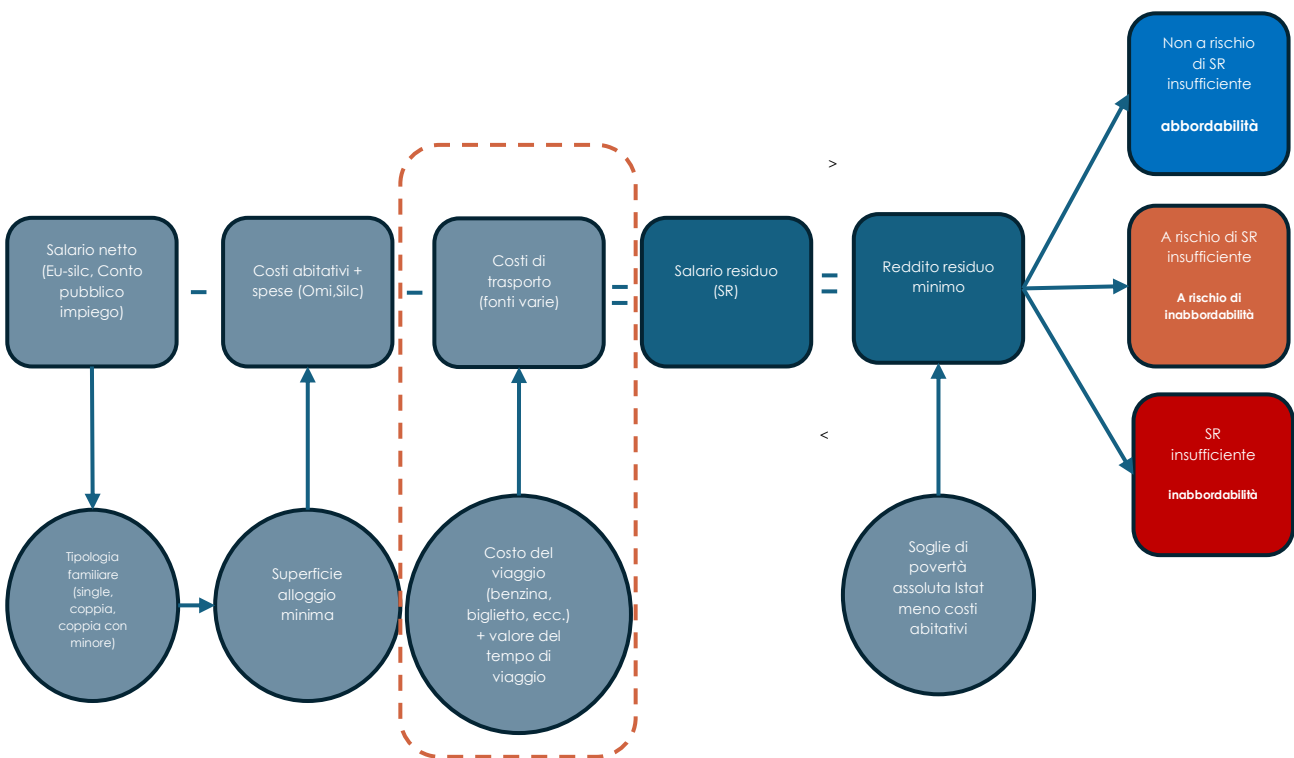 Non a rischio
di SR
insufficiente
abbordabilità
>
Salario netto
(Eu-silc, Conto
pubblico
impiego)
-
Costi abitativi +
spese (Omi,Silc)
-
Costi di
trasporto
(fonti varie)
=
Salario residuo
(SR)
=
Reddito residuo
minimo
A rischio di SR
insufficiente
A rischio di
inabbordabilità
<
SR
insufficiente
inabbordabilità
Tipologia
familiare
(single,
coppia,
coppia con
minore)
Superficie
alloggio
minima
Costo del
viaggio
(benzina,
biglietto, ecc.)
+ valore del
tempo di
viaggio
Soglie di
povertà
assoluta Istat
meno costi
abitativi